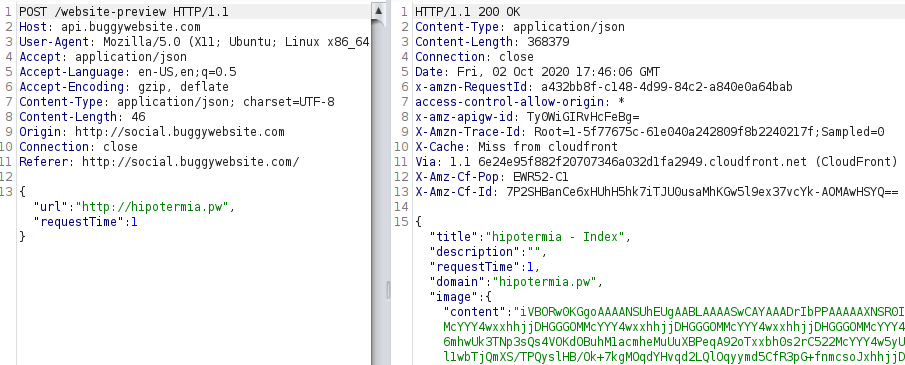 1 POST /website-preview HTTP/1.1
2 Host: api.buggywebsite.com
3 User-Agent: Mozilla/5.0 (X11; Ubuntu; Linux x86_64
4 Accept: application/json
5 Accept-Language: en-US,en;q=0.5
6 Accept-Encoding: gzip, deflate
7 Content-Type: application/json; charset=UTF-8
8 Content-Length: 46
9 Origin: http://social.buggywebsite.com
10 Connection: close
11 Referer: http://social.buggywebsite.com/
12
13 {
"url":"http://hipotermia.pw",
"requestTime":1
}
1 HTTP/1.1 200 OK
2 Content-Type: application/json
3 Content-Length: 368379
4 Connection: close
5 Date: Fri, 02 Oct 2020 17:46:06 GMT
6 x-amzn-RequestId: a432bb8f-c148-4d99-84c2-a840e0a64bab
7 access-control-allow-origin: *
8 x-amz-apigw-id: TyOWiGIRvHcFeBg=
9 X-Amzn-Trace-Id: Root=1-5f77675c-61e040a242809f8b2240217f;Sampled=0
10 X-Cache: Miss from cloudfront
11 Via: 1.1 6e24e95f882f20707346a032d1fa2949.cloudfront.net (CloudFront)
12 X-Amz-Cf-Pop: EWR52-C1
13 X-Amz-Cf-Id: 7P2SHBanCe6xHUhH5hk7iTJU0usaMhKGw5l9ex37vcYk-AOMAwHSYQ==
14
15 {
"title":"hipotermia - Index",
"description":"",
"requestTime":1,
"domain":"hipotermia.pw",
"image":{
"content":"iVBORw0KGgoAAAANSUhEUgAABLAAAASwCAYAAADrIbPPAAAAAXNSR0I
McYYY4wxxhhjjDHGGGOMMcYYY4wxxhhjjDHGGGOMMcYYY4wxxhhjjDHGGGOMMcYYY4
6mhwUk3TNp3sQs4VOKdOBuhM1acmheMuUuXBPeqA92oTxxbh0s2rC522McYYY4w5yU
l1wbTjQmXS/TPQyslHB/Ok+7kgMOqdYHvqd2LQlOqyymd5CfR3pG+fnmcsoJxhhjjD